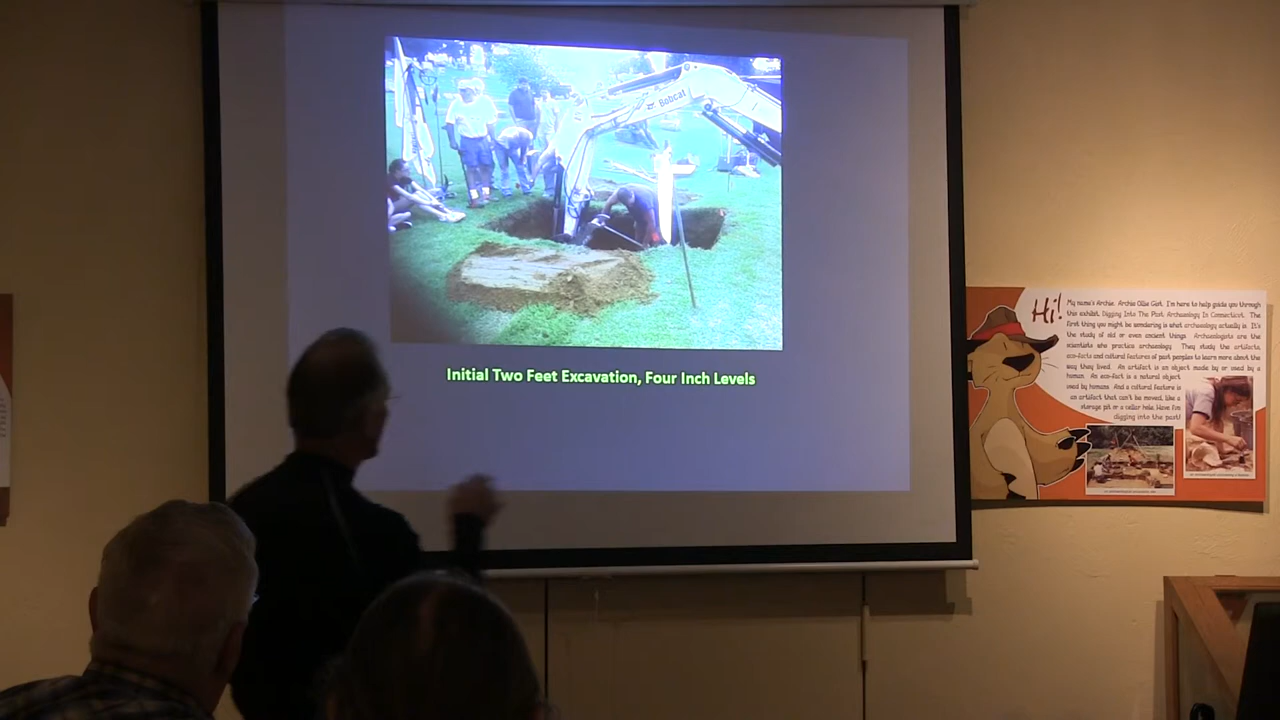 Bobcat
Initial Two Feet Excavation, Four Inch Levels
Hi!
My name's Archie. Archie Ollie Gist. I'm here to help guide you through
this exhibit, Digging Into The Past: Archaeology In Connecticut. The
first thing you might be wondering is what archaeology actually is. It's
the study of old or even ancient things. Archaeologists are the
scientists who practice archaeology. They study the artifacts,
eco-facts and cultural features of past peoples to learn more about the
way they lived. An artifact is an object made by or used by a
human. An eco-fact is a natural object
used by humans. And a cultural feature is
an artifact that can't be moved, like a
storage pit or a cellar hole. Have fun
digging into the past!